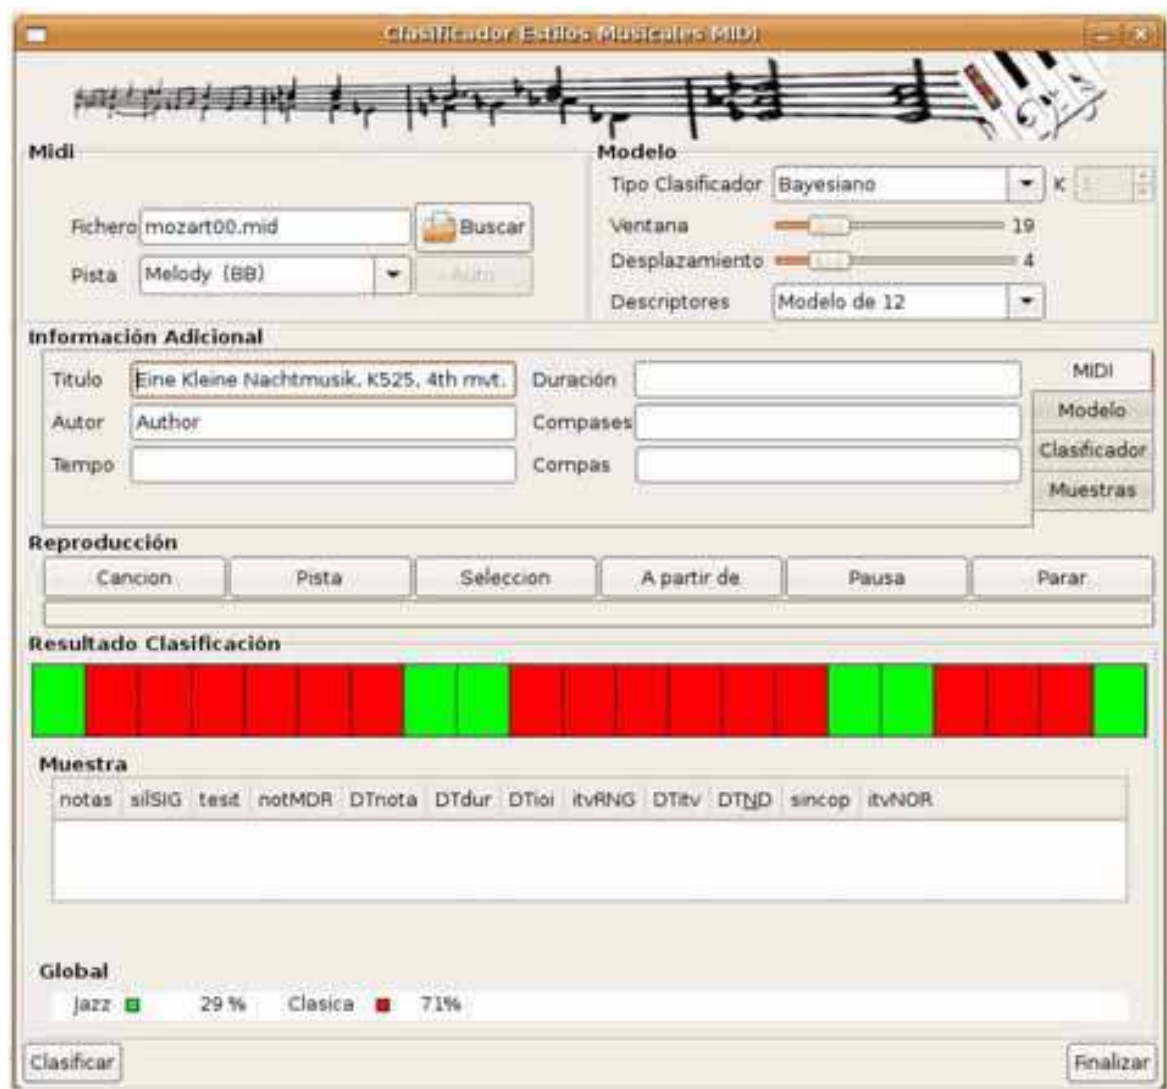 Clasificador Estilos Musicales MIDI
Midi
Fichero mozart00.mid Buscar
Pista Melody (BB) Auto
Modelo
Tipo Clasificador Bayesiano K
Ventana 19
Desplazamiento 4
Descriptores Modelo de 12
Información Adicional
Titulo Eine Kleine Nachtmusik, K525, 4th mvt. Duración
Autor Author Compases
Tempo Compas
MIDI
Modelo
Clasificador
Muestras
Reproducción
Cancion Pista Seleccion A partir de Pausa Parar
Resultado Clasificación
Muestra
notas silSIG tesit notMDR DTnota DTdur DTioi itvRNG DTitv DTND sincop itvNOR
Global
Jazz 29 % Clasica 71%
Clasificar Finalizar